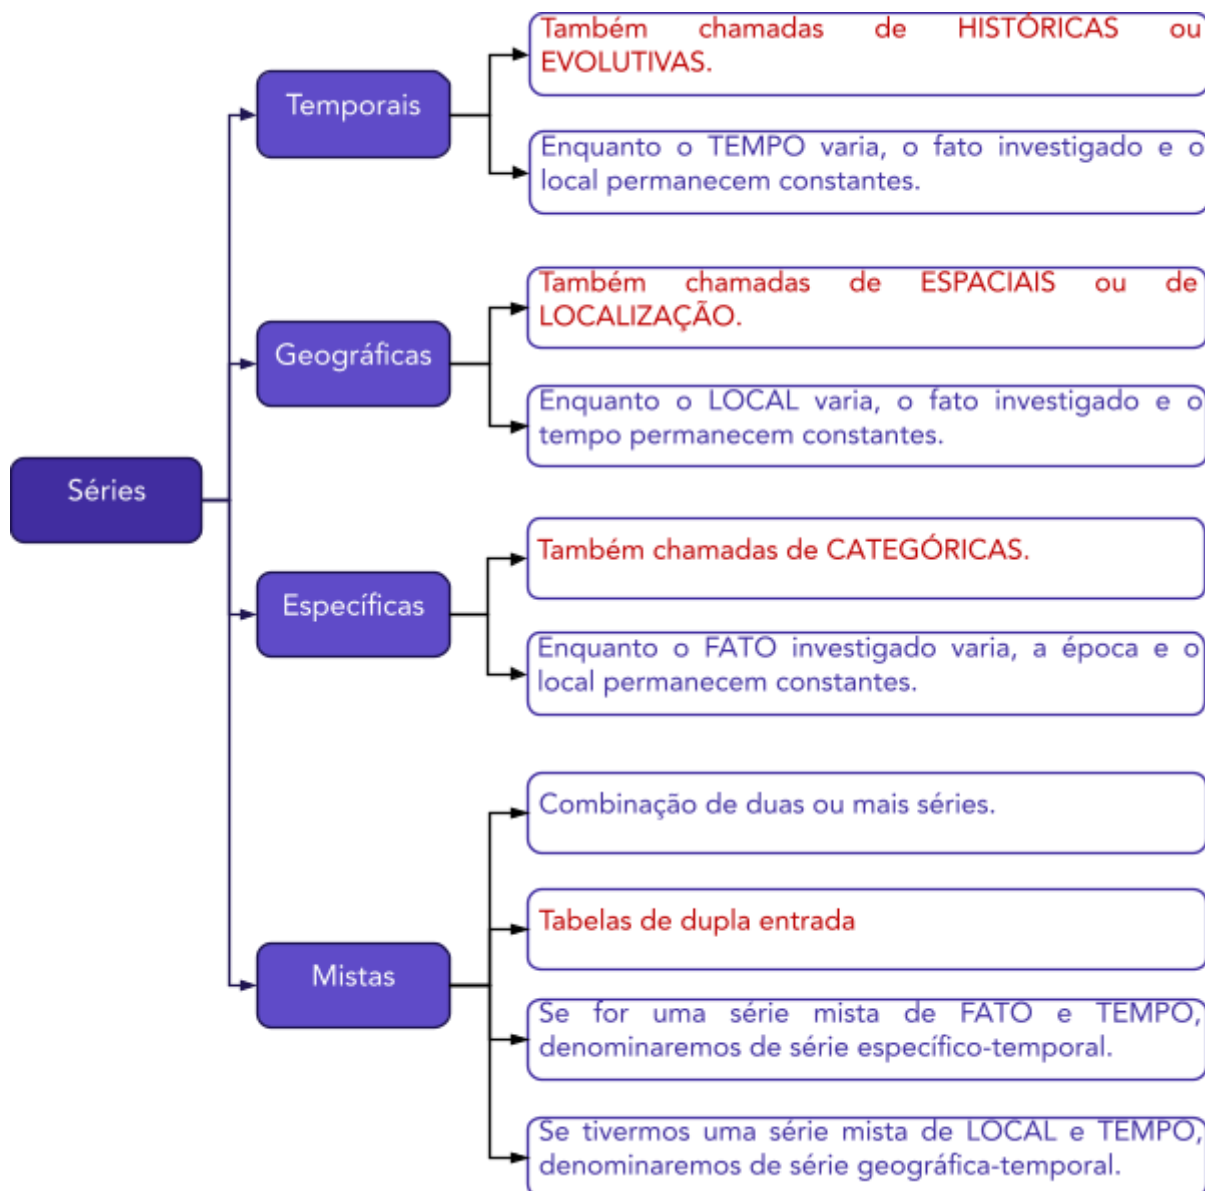 Também chamadas de HISTÓRICAS ou
EVOLUTIVAS.
Temporais
Enquanto o TEMPO varia, o fato investigado e o
local permanecem constantes.
Também chamadas de ESPACIAIS ou de
LOCALIZAÇÃO.
Geográficas
Enquanto o LOCAL varia, o fato investigado e o
tempo permanecem constantes.
Séries
Também chamadas de CATEGÓRICAS.
Específicas
Enquanto o FATO investigado varia, a época e o
local permanecem constantes.
Combinação de duas ou mais séries.
Tabelas de dupla entrada
Mistas
Se for uma série mista de FATO e TEMPO,
denominaremos de série específico-temporal.
Se tivermos uma série mista de LOCAL e TEMPO,
denominaremos de série geográfica-temporal.